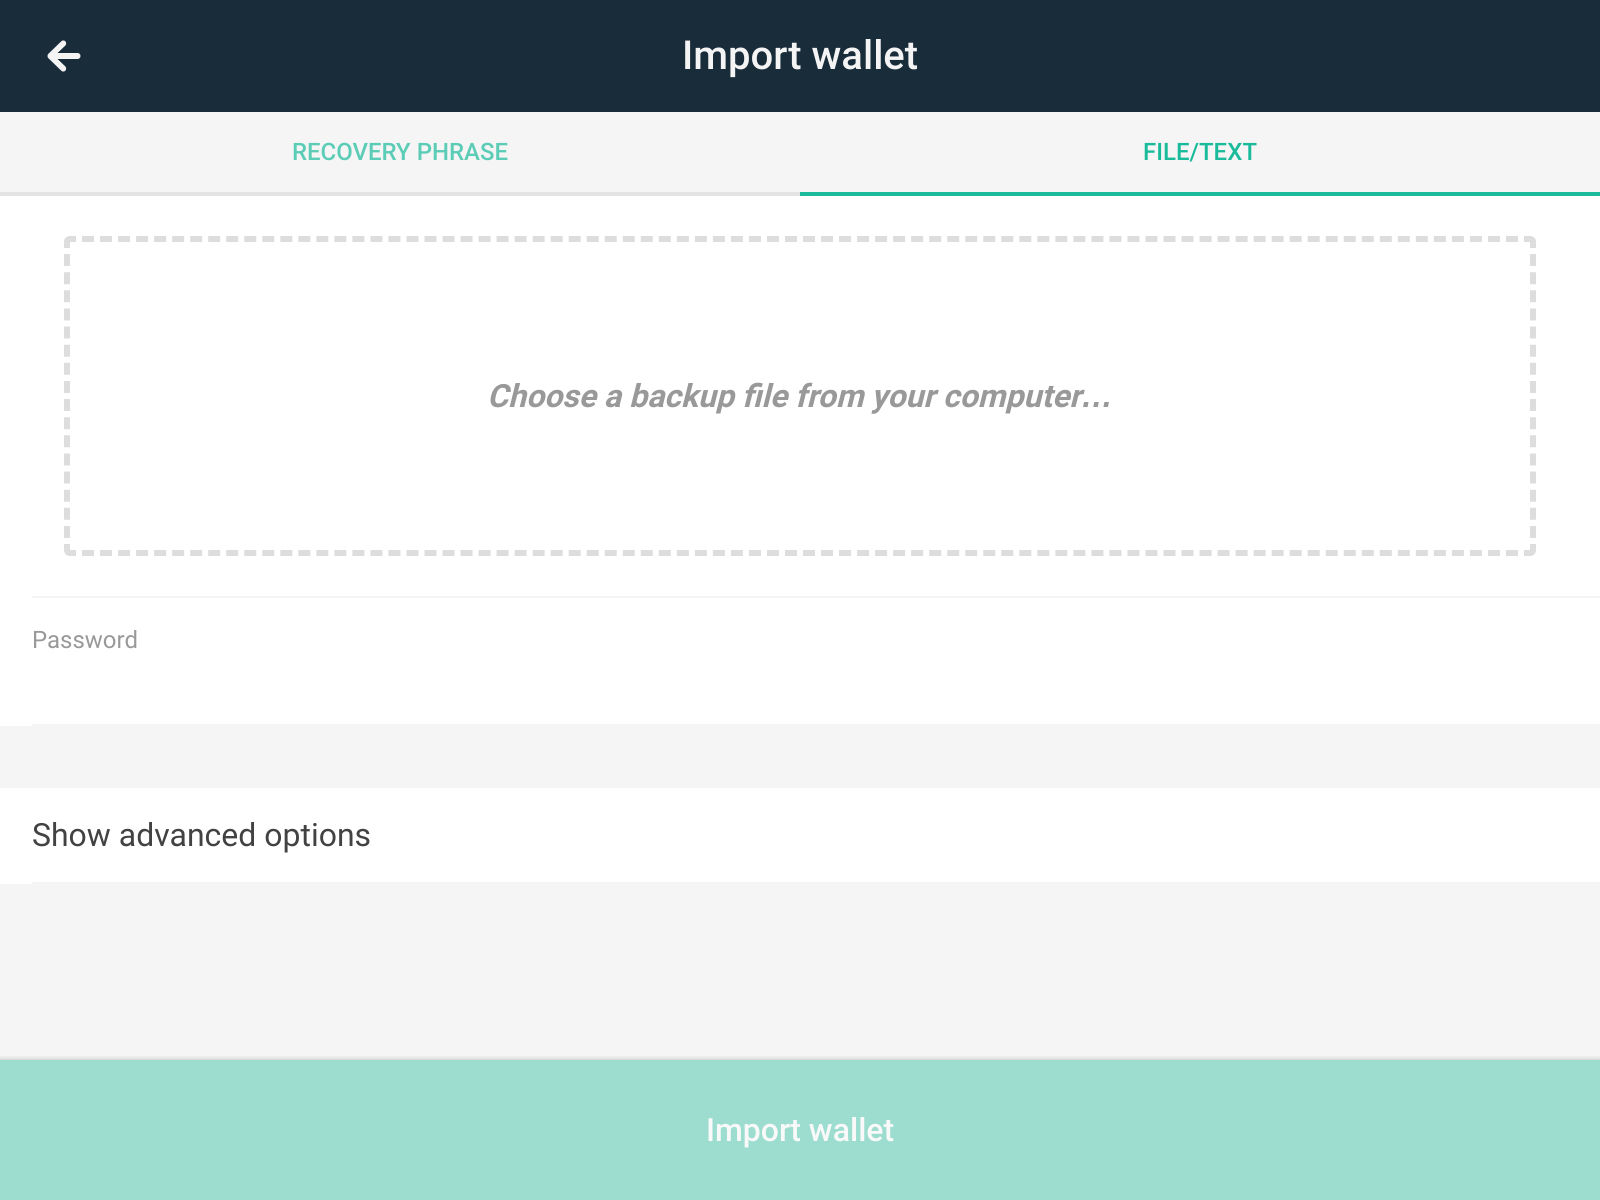 Import wallet
RECOVERY PHRASE
FILE/TEXT
Choose a backup file from your computer...
Password
Show advanced options
Import wallet